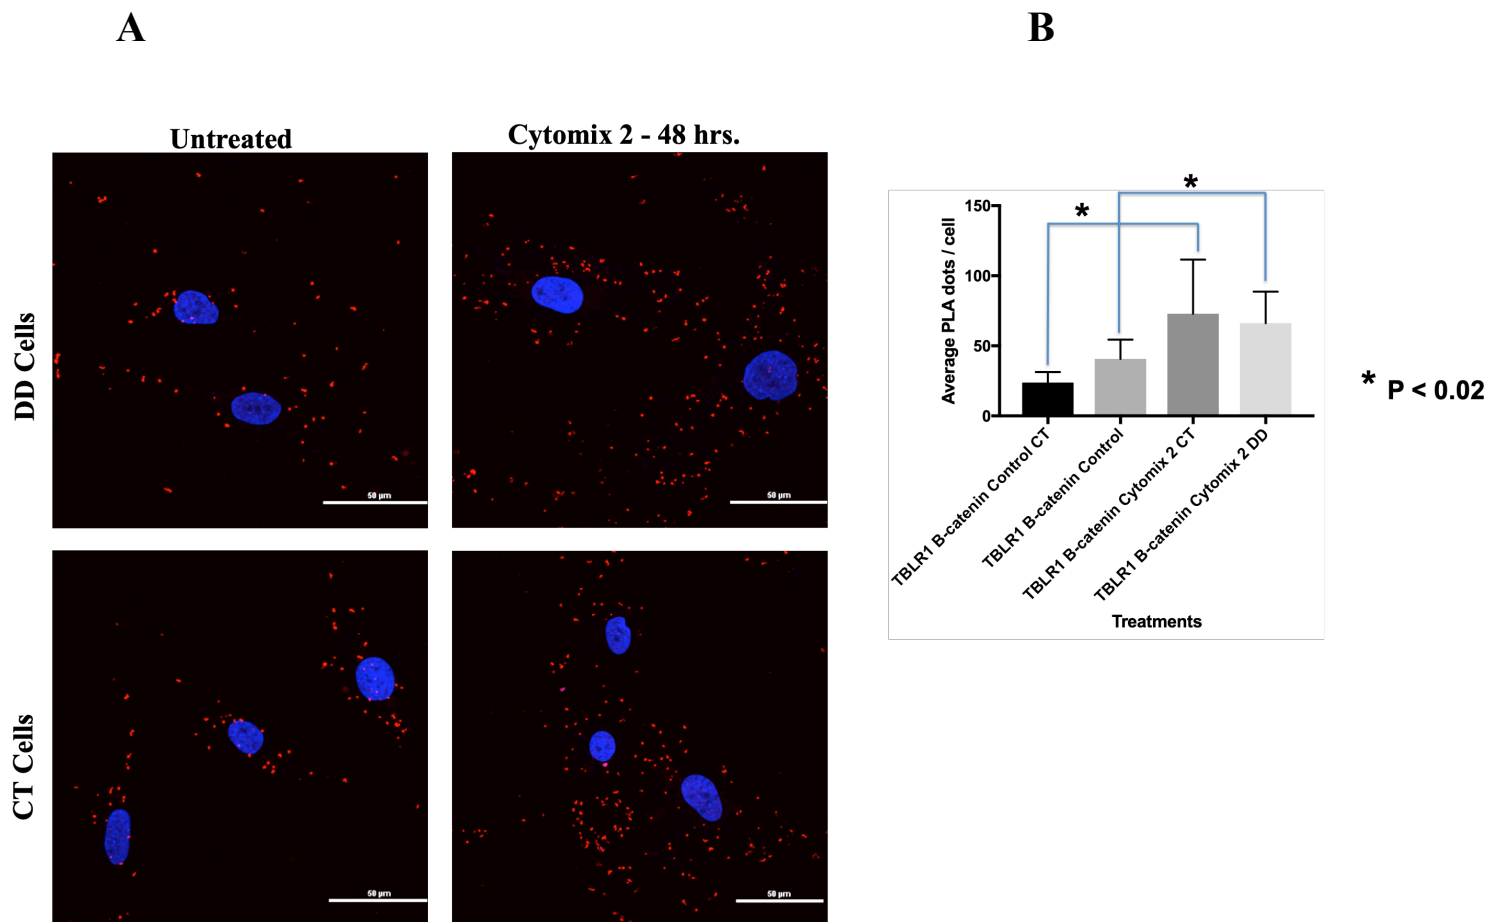 A
B
Untreated
Cytomix 2 - 48 hrs.
DD Cells
CT Cells
50 µm
50 µm
50 µm
50 µm
*
*
Average PLA dots / cell
150
100
50
0
TBLR1 B-catenin Control CT
TBLR1 B-catenin Control
TBLR1 B-catenin Cytomix 2 CT
TBLR1 B-catenin Cytomix 2 DD
Treatments
* P < 0.02